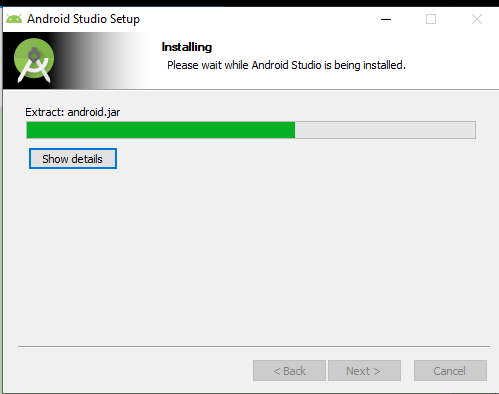 Android Studio Setup
Installing
Please wait while Android Studio is being installed.
Extract: android.jar
Show details
< Back
Next >
Cancel